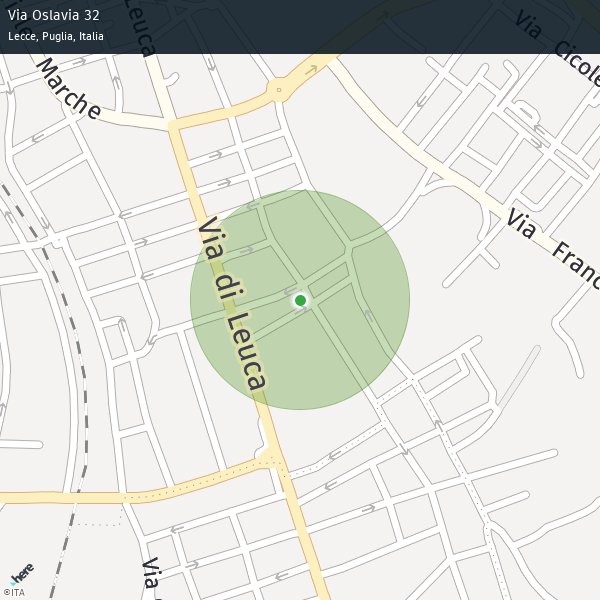 Via Oslavia 32
Lecce, Puglia, Italia
Leuca
Marche
Via Cicole
Via di Leuca
Via Franc
Via
here
©ITA